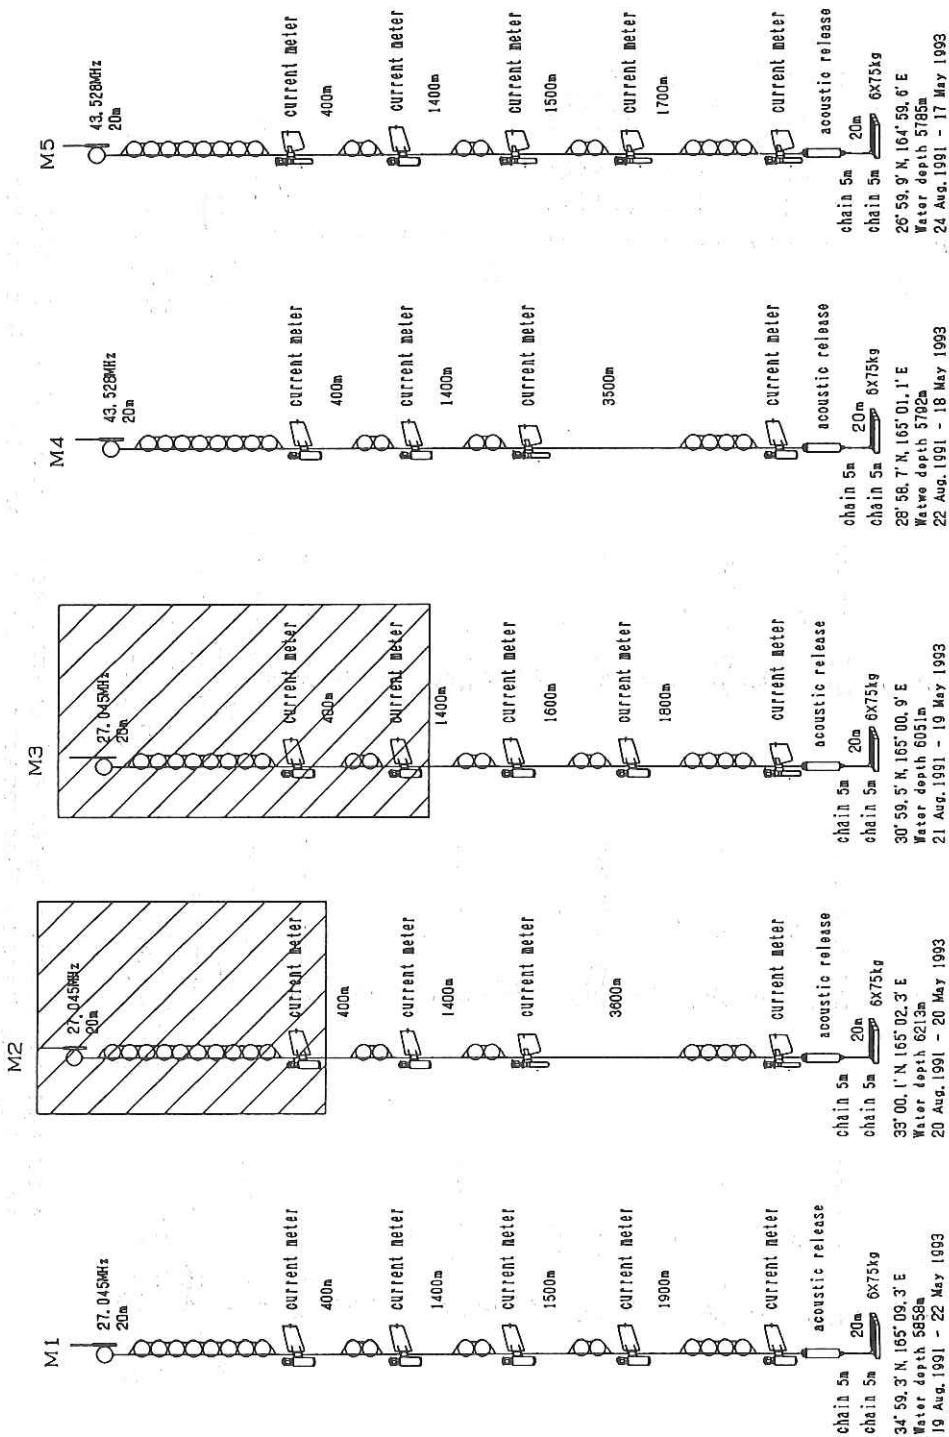 M1
27.045MHz
20m
current meter
400m
current meter
1400m
current meter
1500m
current meter
1900m
current meter
acoustic release
chain 5m
20m
chain 5m
6X75kg
34°59.3'N, 165°09.3'E
Water depth 5858m
19 Aug. 1991 - 22 May 1993
M2
27.045MHz
20m
current meter
400m
current meter
1400m
current meter
3600m
current meter
acoustic release
chain 5m
20m
chain 5m
6X75kg
33°00.1'N, 165°02.3'E
Water depth 6213m
20 Aug. 1991 - 20 May 1993
M3
27.045MHz
20m
current meter
400m
current meter
1400m
current meter
1600m
current meter
1800m
current meter
acoustic release
chain 5m
20m
chain 5m
6X75kg
30°59.5'N, 165°00.9'E
Water depth 6051m
21 Aug. 1991 - 19 May 1993
M4
43.528MHz
20m
current meter
400m
current meter
1400m
current meter
3500m
current meter
acoustic release
chain 5m
20m
chain 5m
6X75kg
28°58.7'N, 165°01.1'E
Watwe depth 5792m
22 Aug. 1991 - 18 May 1993
M5
43.528MHz
20m
current meter
400m
current meter
1400m
current meter
1500m
current meter
1700m
current meter
acoustic release
chain 5m
20m
chain 5m
6X75kg
26°59.9'N, 164°59.6'E
Water depth 5785m
24 Aug. 1991 - 17 May 1993